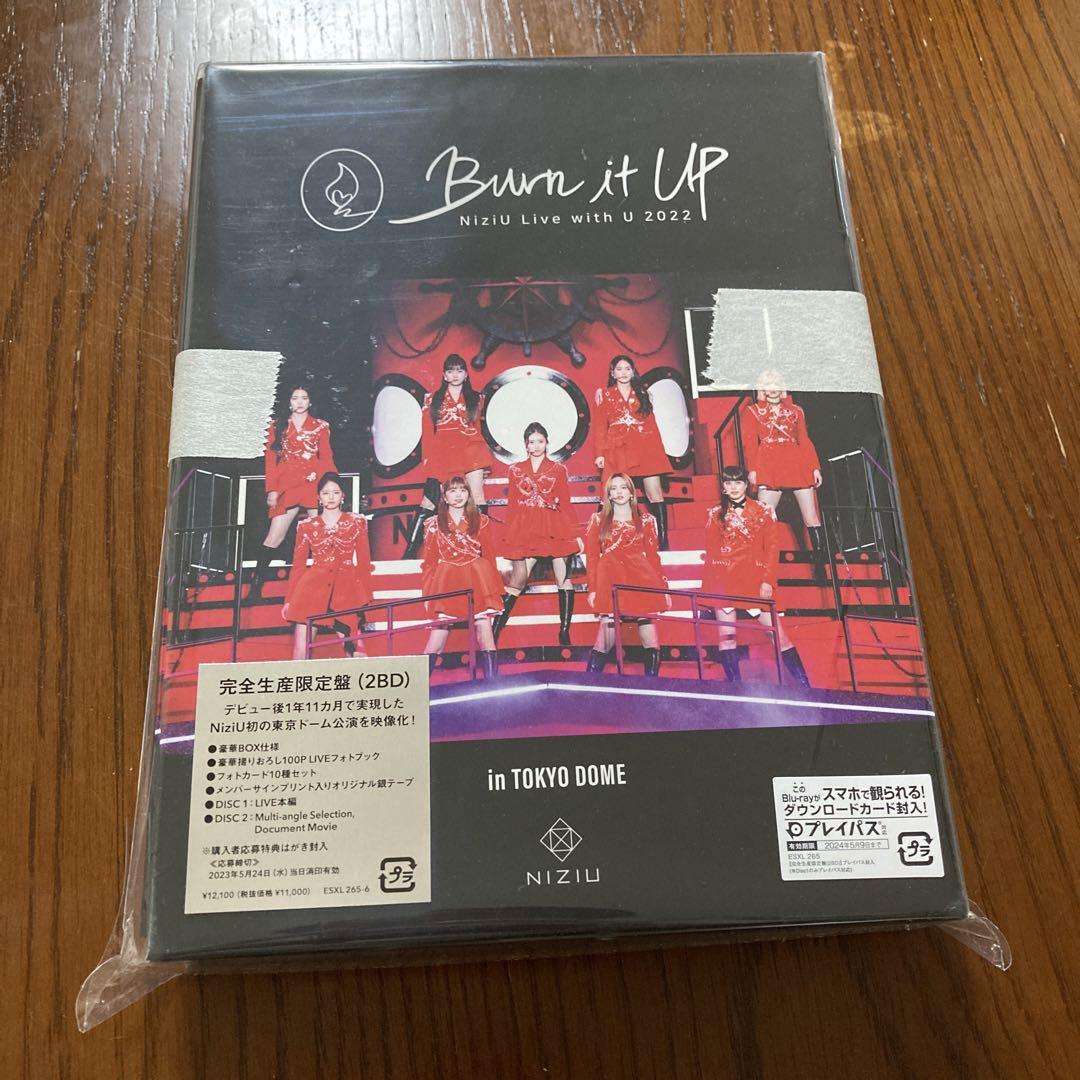 Burn it UP
NiziU Live with U 2022
in TOKYO DOME
NIZIU
完全生産限定盤（2BD）
デビュー後1年11カ月で実現した
NiziU初の東京ドーム公演を映像化！
●豪華BOX仕様
●豪華撮りおろし100P LIVEフォトブック
●フォトカード10種セット
●メンバーサインプリント入りオリジナル銀テープ
●DISC 1：LIVE本編
●DISC 2：Multi-angle Selection,
Document Movie
※購入者応募特典はがき封入
《応募締切》
2023年5月24日（水）当日消印有効
¥12,100（税抜価格 ¥11,000） ESXL 265-6
プラ
この
Blu-rayが スマホで観られる！
ダウンロードカード封入！
プレイパス 対応
有効期限 2024年5月9日まで
ESXL 265
プラ